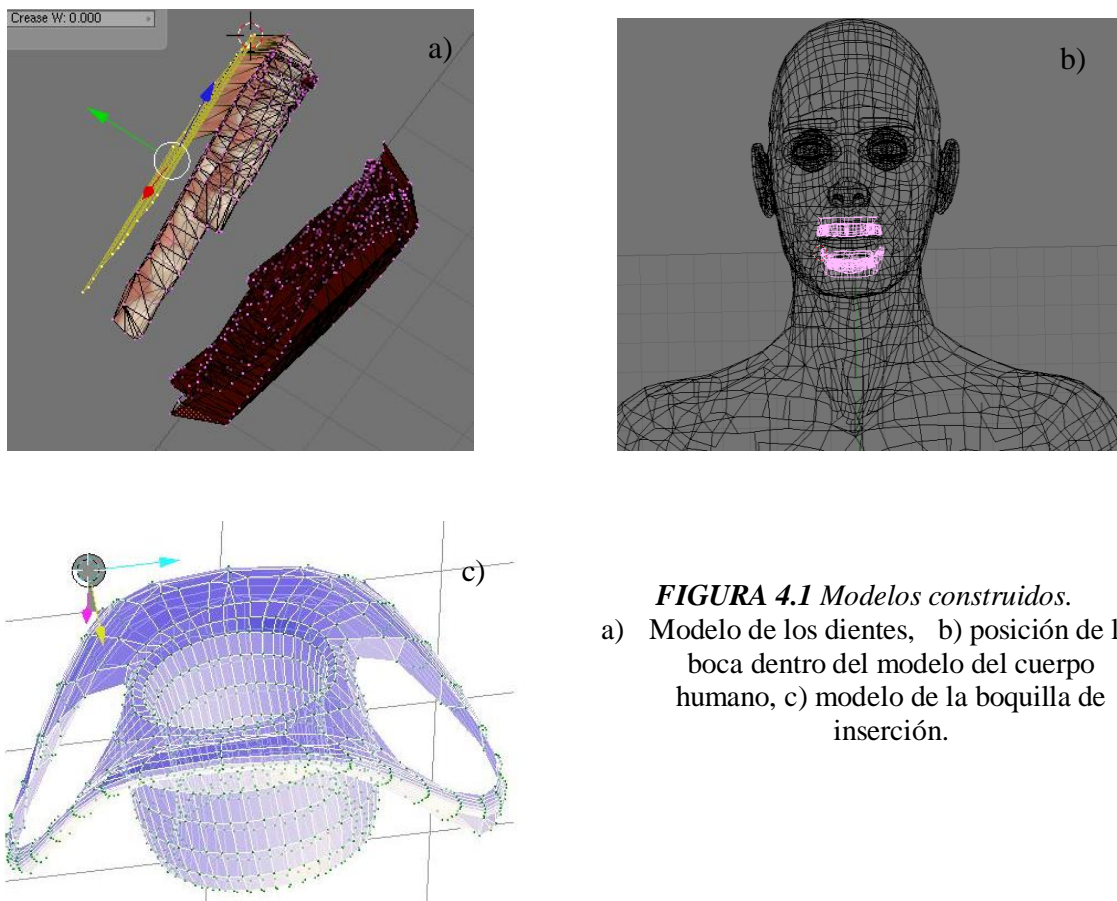 Crease W: 0.000
a)
b)
c)
FIGURA 4.1 Modelos construidos.
a) Modelo de los dientes, b) posición de l
boca dentro del modelo del cuerpo
humano, c) modelo de la boquilla de
inserción.